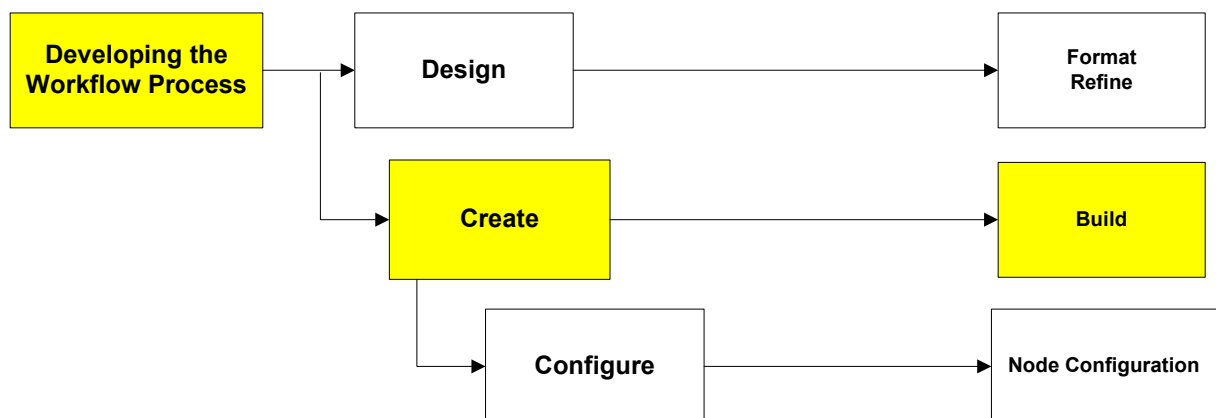 Developing the
Workflow Process
Design
Format
Refine
Create
Build
Configure
Node Configuration